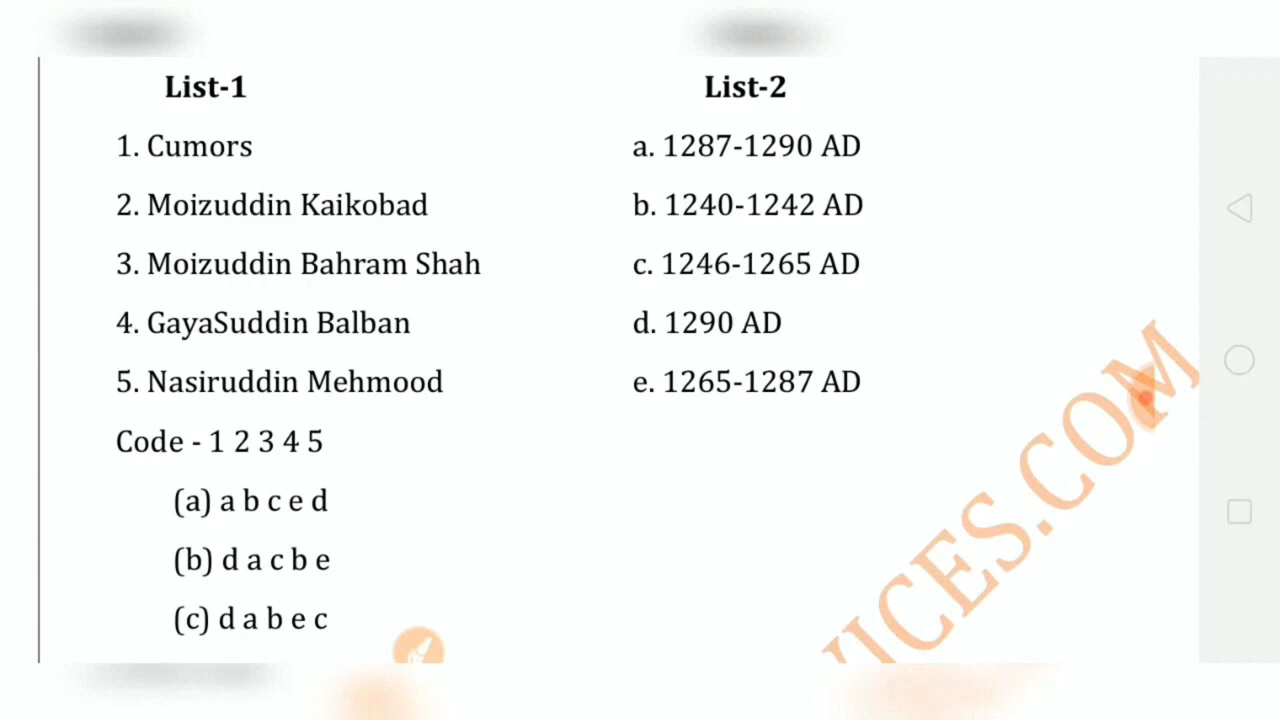 List-1 List-2
1. Cumors a. 1287-1290 AD
2. Moizuddin Kaikobad b. 1240-1242 AD
3. Moizuddin Bahram Shah c. 1246-1265 AD
4. GayaSuddin Balban d. 1290 AD
5. Nasiruddin Mehmood e. 1265-1287 AD
Code - 1 2 3 4 5
(a) a b c e d
(b) d a c b e
(c) d a b e c
VICES.COM